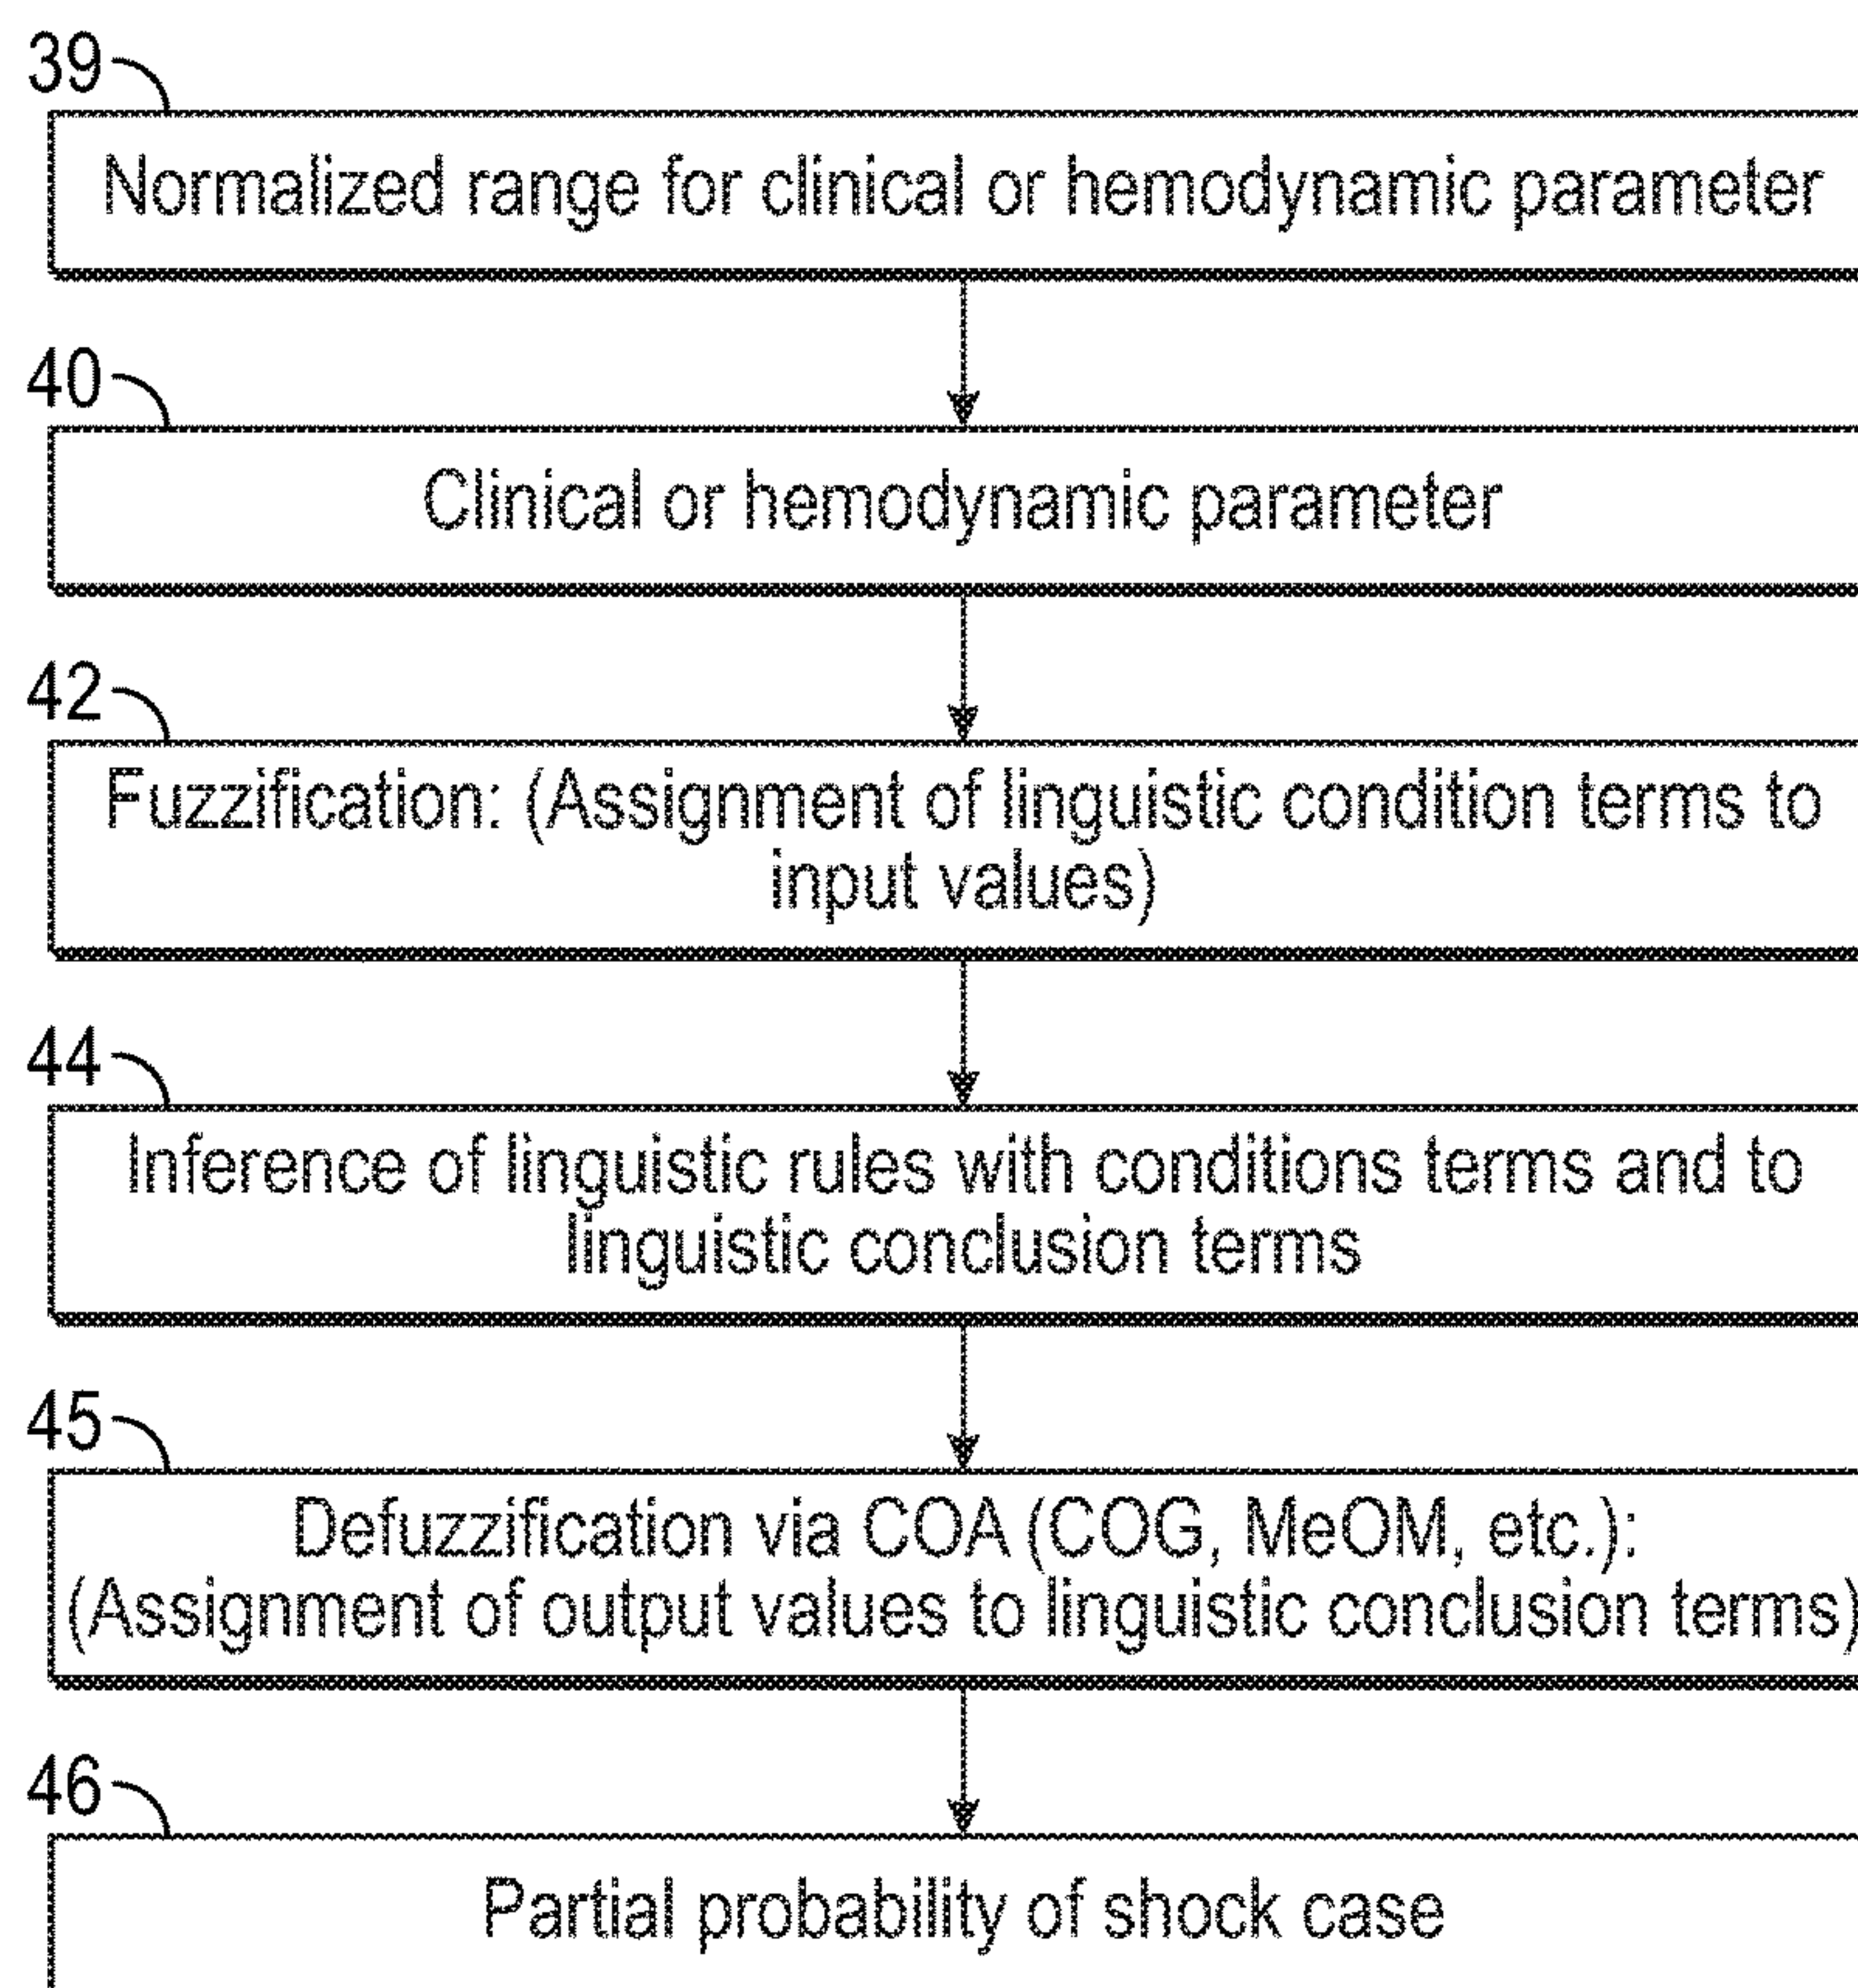 39
Normalized range for clinical or hemodynamic parameter
40
Clinical or hemodynamic parameter
42
Fuzzification: (Assignment of linguistic condition terms to
input values)
44
Inference of linguistic rules with conditions terms and to
linguistic conclusion terms
45
Defuzzification via COA (COG, MeOM, etc.):
(Assignment of output values to linguistic conclusion terms)
46
Partial probability of shock case